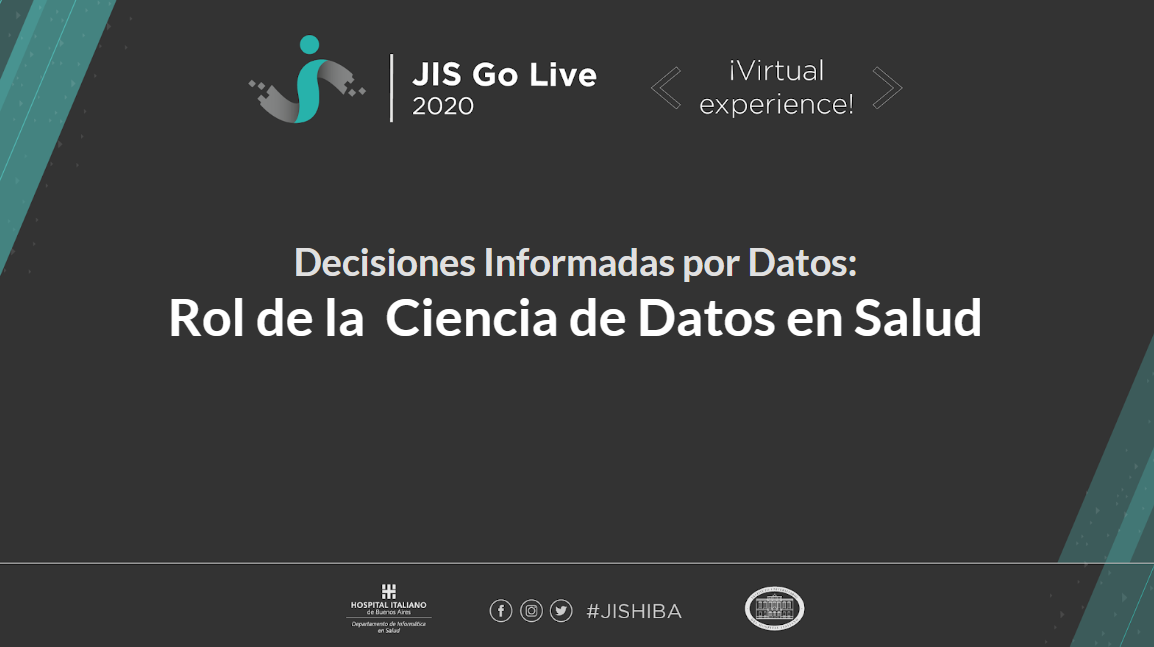 JIS Go Live
2020
¡Virtual
experience!
Decisiones Informadas por Datos:
Rol de la Ciencia de Datos en Salud
HOSPITAL ITALIANO
de Buenos Aires
Departamento de Informática
en Salud
#JISHIBA